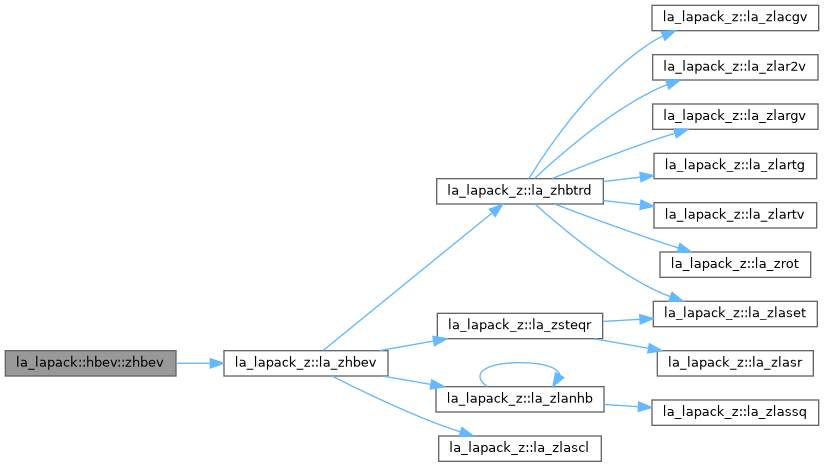 la_lapack_z::la_zlacgv
la_lapack_z::la_zlar2v
la_lapack_z::la_zlargv
la_lapack_z::la_zlartg
la_lapack_z::la_zhbtrd
la_lapack_z::la_zlartv
la_lapack_z::la_zrot
la_lapack_z::la_zlaset
la_lapack_z::la_zsteqr
la_lapack::hbev::zhbev
la_lapack_z::la_zhbev
la_lapack_z::la_zlasr
la_lapack_z::la_zlanhb
la_lapack_z::la_zlassq
la_lapack_z::la_zlascl